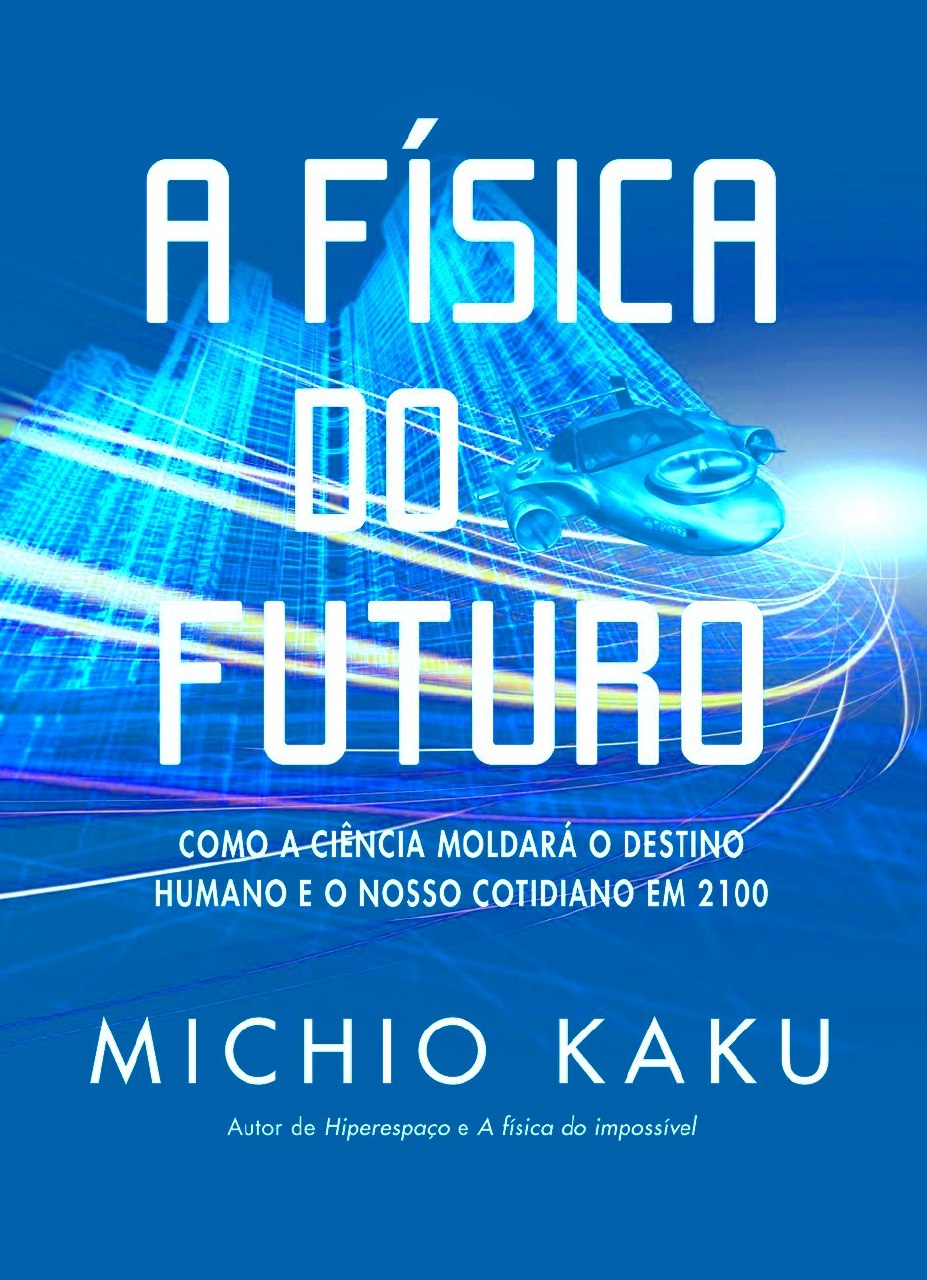 A FÍSICA
DO
FUTURO
COMO A CIÊNCIA MOLDARÁ O DESTINO
HUMANO E O NOSSO COTIDIANO EM 2100
MICHIO KAKU
Autor de Hiperespaço e A física do impossível